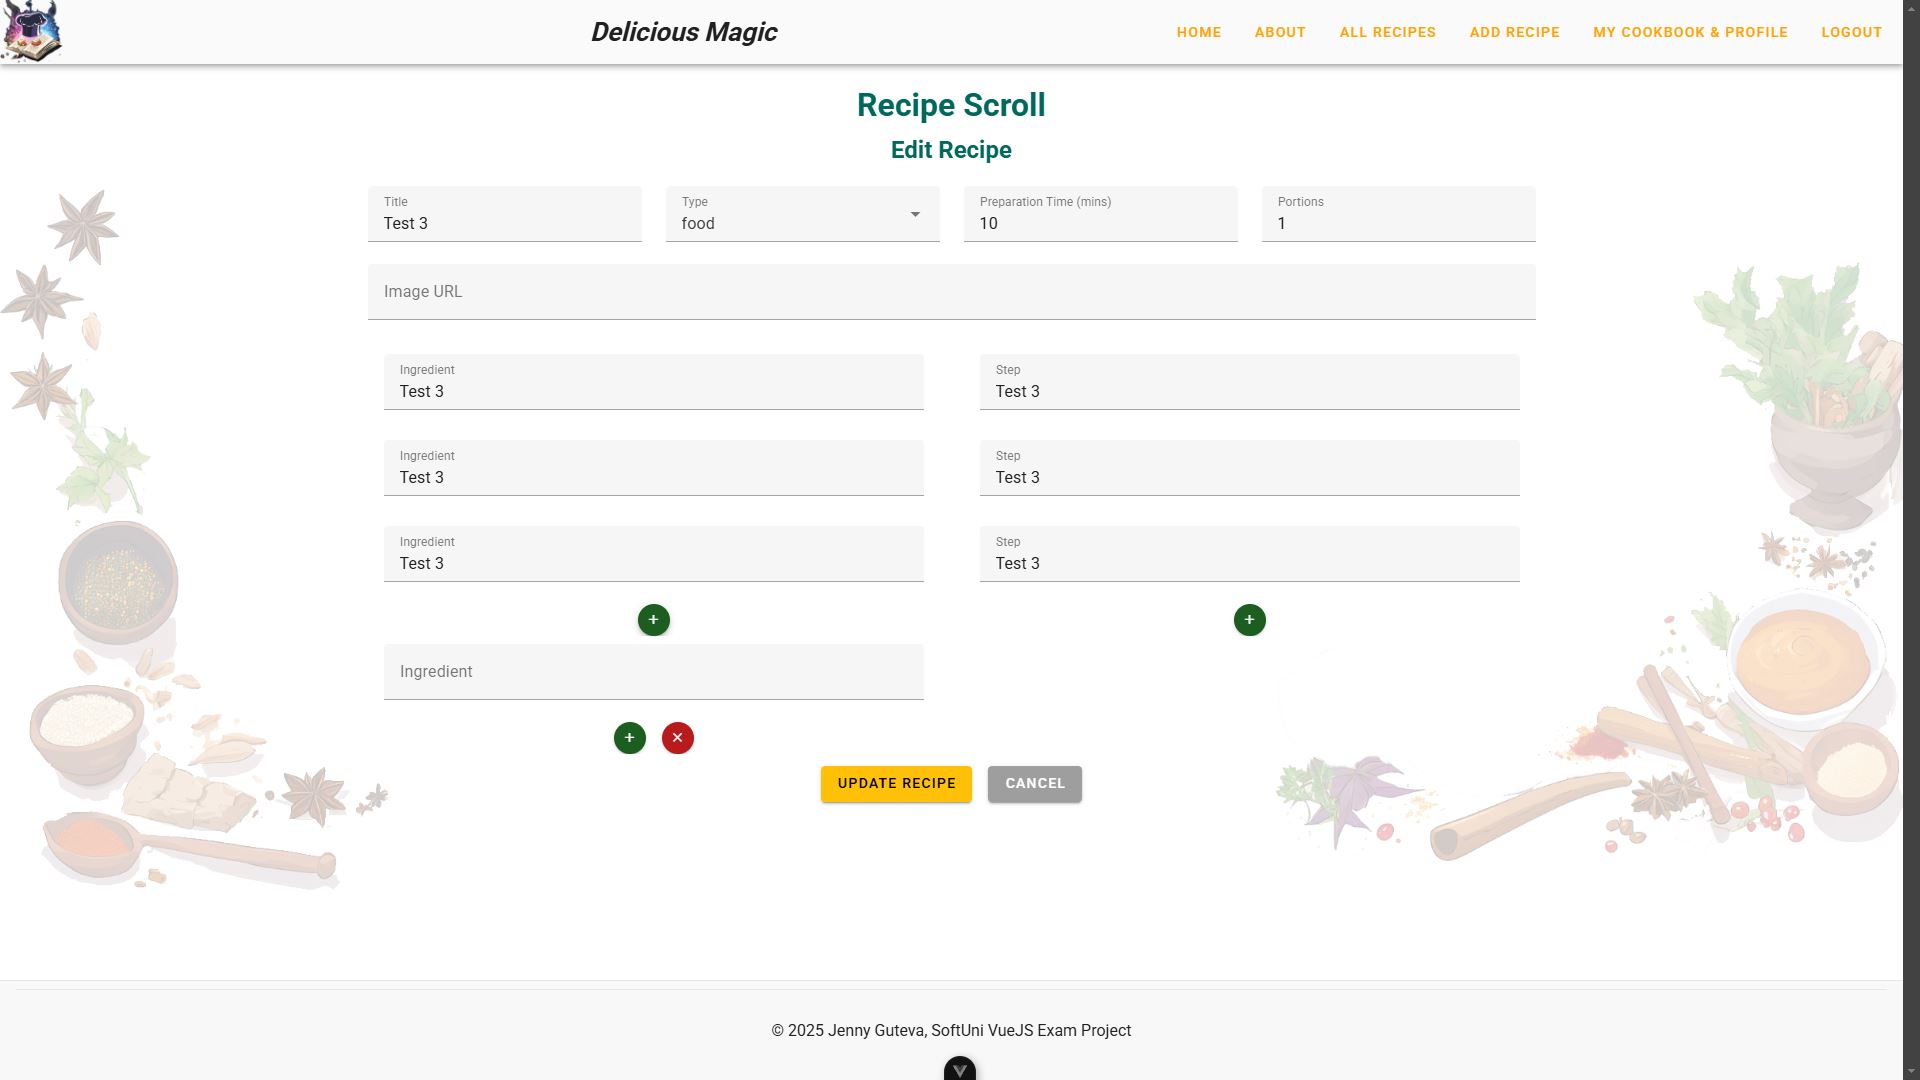 Delicious Magic
HOME ABOUT ALL RECIPES ADD RECIPE MY COOKBOOK & PROFILE LOGOUT
Recipe Scroll
Edit Recipe
Title
Test 3
Type
food
Preparation Time (mins)
10
Portions
1
Image URL
Ingredient
Test 3
Step
Test 3
Ingredient
Test 3
Step
Test 3
Ingredient
Test 3
Step
Test 3
+
+
Ingredient
+
UPDATE RECIPE CANCEL
© 2025 Jenny Guteva, SoftUni VueJS Exam Project